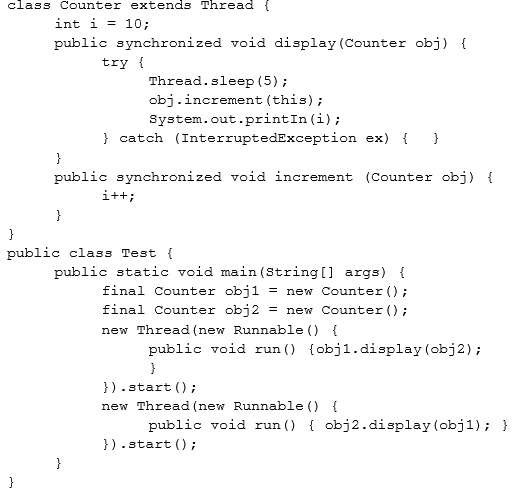 class Counter extends Thread {
int i = 10;
public synchronized void display(Counter obj) {
try {
Thread.sleep(5);
obj.increment(this);
System.out.printIn(i);
} catch (InterruptedException ex) { }
}
public synchronized void increment (Counter obj) {
i++;
}
}
public class Test {
public static void main(String[] args) {
final Counter obj1 = new Counter();
final Counter obj2 = new Counter();
new Thread(new Runnable() {
public void run() {obj1.display(obj2);
}
}).start();
new Thread(new Runnable() {
public void run() { obj2.display(obj1); }
}).start();
}
}